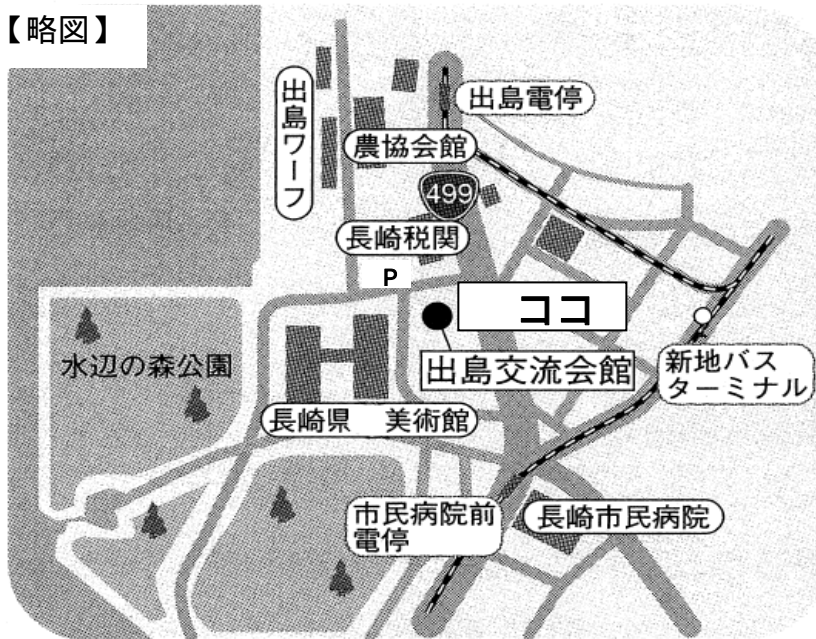 【略図】
出島電停
出島ワーフ
農協会館
499
長崎税関
P
ココ
出島交流会館
新地バス
ターミナル
水辺の森公園
長崎県 美術館
市民病院前
電停
長崎市民病院